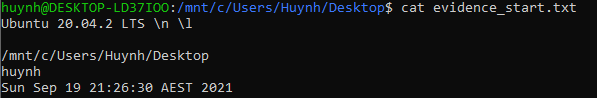 huynh@DESKTOP-LD37IOO:/mnt/c/Users/Huynh/Desktop$ cat evidence_start.txt
Ubuntu 20.04.2 LTS \n \l
/mnt/c/Users/Huynh/Desktop
huynh
Sun Sep 19 21:26:30 AEST 2021